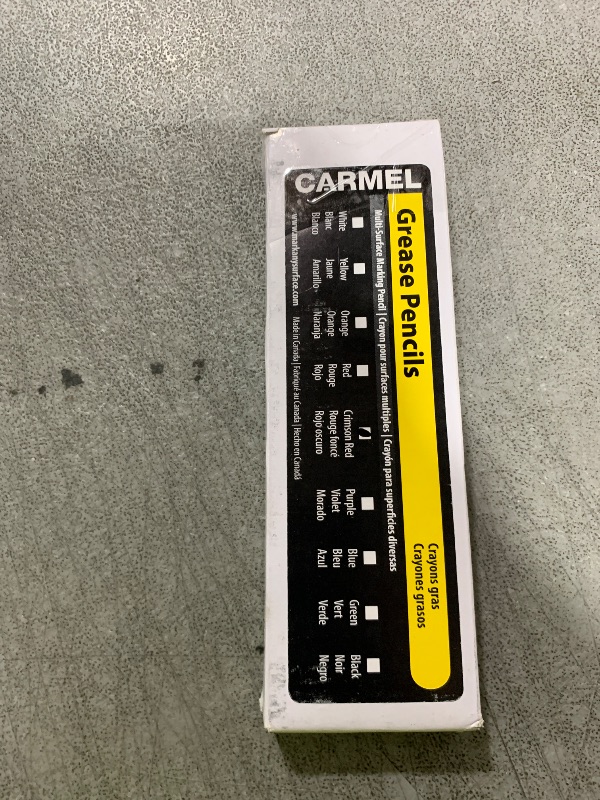 CARMEL
Grease Pencils
Crayons gras
Crayones grasos
Multi-Surface Marking Pencil | Crayon pour surfaces multiples | Crayón para superficies diversas
White
Blanc
Blanco
Yellow
Jaune
Amarillo
Orange
Orange
Naranja
Red
Rouge
Rojo
Crimson Red
Rouge foncé
Rojo oscuro
Purple
Violet
Morado
Blue
Bleu
Azul
Green
Vert
Verde
Black
Noir
Negro
www.markanysurface.com Made in Canada | Fabriqué au Canada | Hecho en Canadá